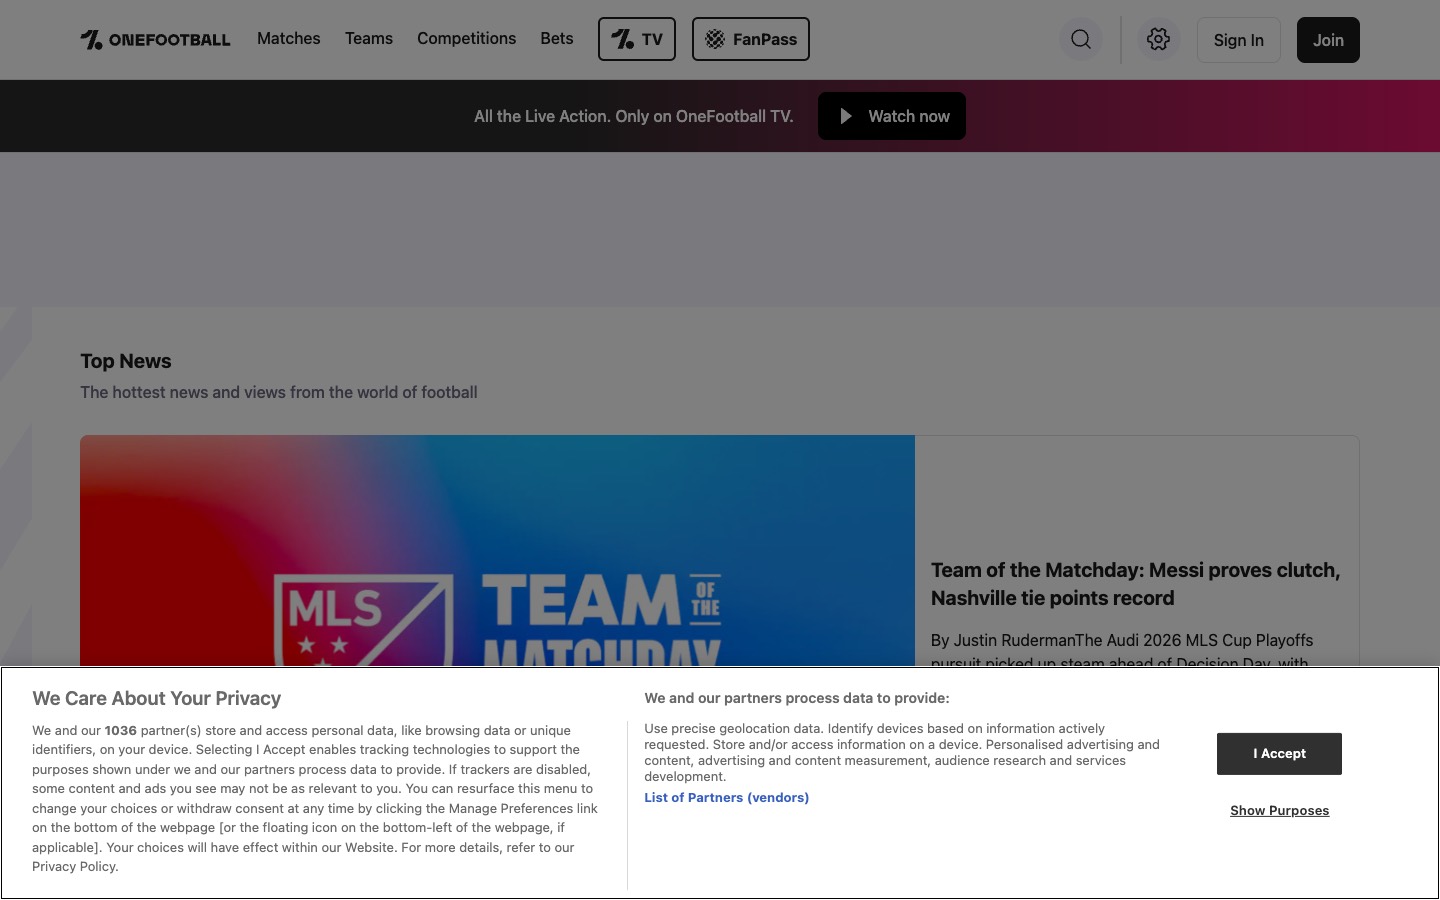 ONEFOOTBALL
Matches
Teams
Competitions
Bets
TV
FanPass
Sign In
Join
All the Live Action. Only on OneFootball TV.
Watch now
Top News
The hottest news and views from the world of football
MLS
TEAM OF THE
MATCHDAY
Team of the Matchday: Messi proves clutch,
Nashville tie points record
By Justin RudermanThe Audi 2026 MLS Cup Playoffs
pursuit picked up steam ahead of Decision Day, with
We Care About Your Privacy
We and our 1036 partner(s) store and access personal data, like browsing data or unique
identifiers, on your device. Selecting I Accept enables tracking technologies to support the
purposes shown under we and our partners process data to provide. If trackers are disabled,
some content and ads you see may not be as relevant to you. You can resurface this menu to
change your choices or withdraw consent at any time by clicking the Manage Preferences link
on the bottom of the webpage [or the floating icon on the bottom-left of the webpage, if
applicable]. Your choices will have effect within our Website. For more details, refer to our
Privacy Policy.
We and our partners process data to provide:
Use precise geolocation data. Identify devices based on information actively
requested. Store and/or access information on a device. Personalised advertising and
content, advertising and content measurement, audience research and services
development.
List of Partners (vendors)
I Accept
Show Purposes